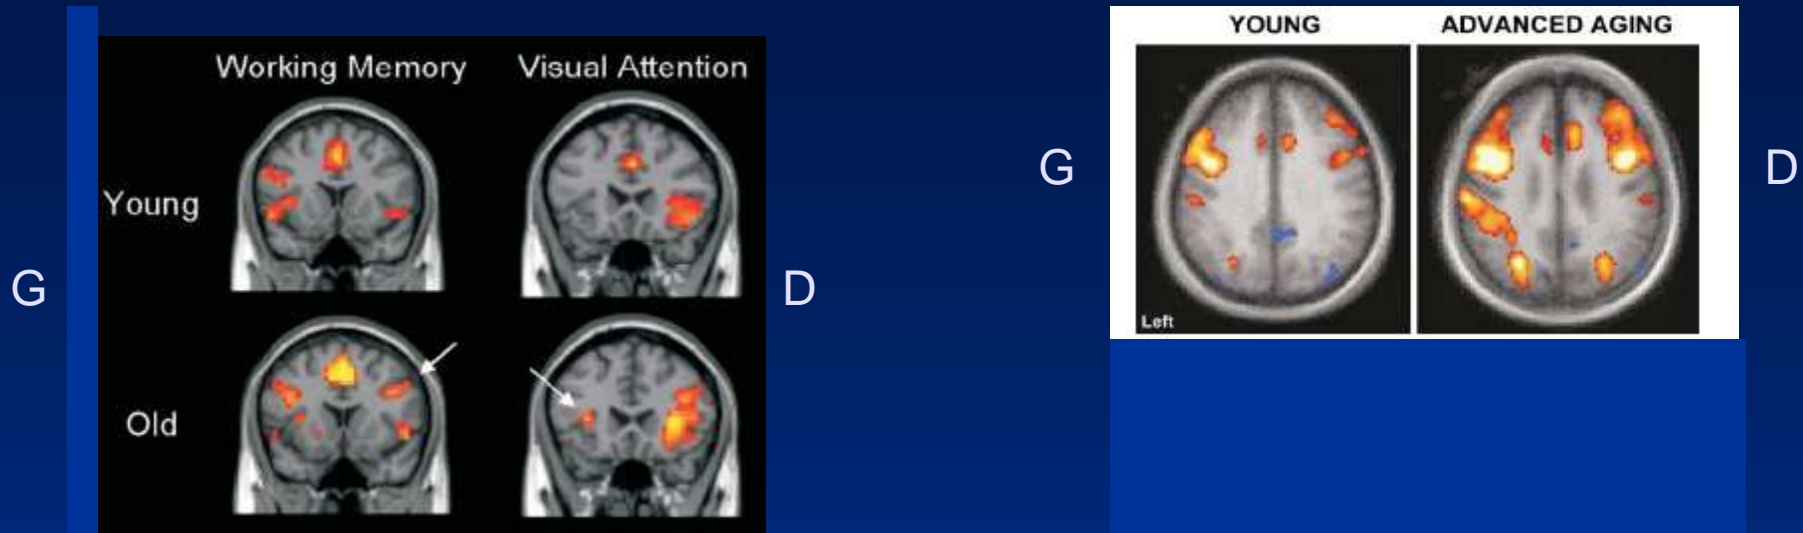 Working Memory Visual Attention
Young
Old
G
D
YOUNG ADVANCED AGING
G
D
Left